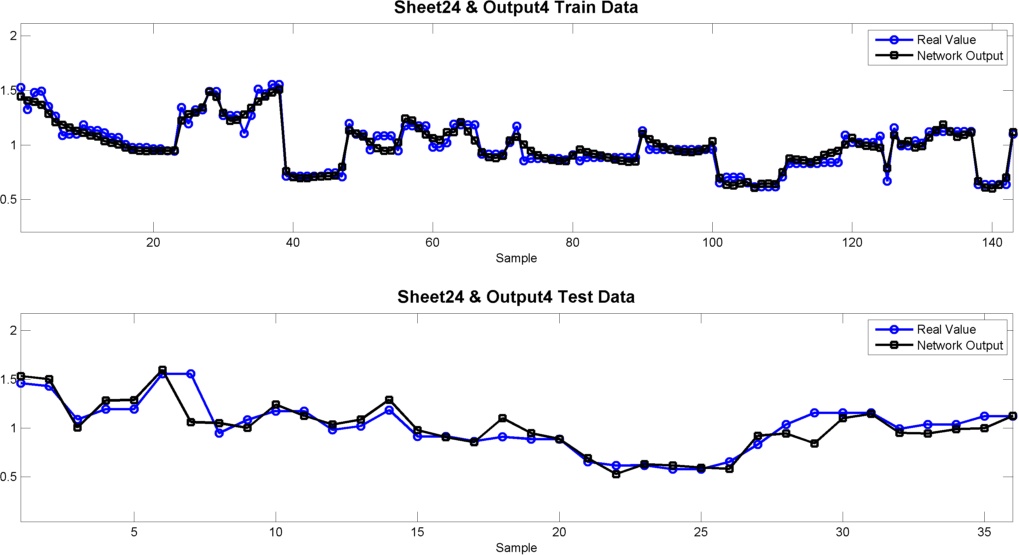 Sheet24 & Output4 Train Data
2
1.5
1
0.5
Real Value
Network Output
20 40 60 80 100 120 140
Sample
Sheet24 & Output4 Test Data
2
1.5
1
0.5
Real Value
Network Output
5 10 15 20 25 30 35
Sample